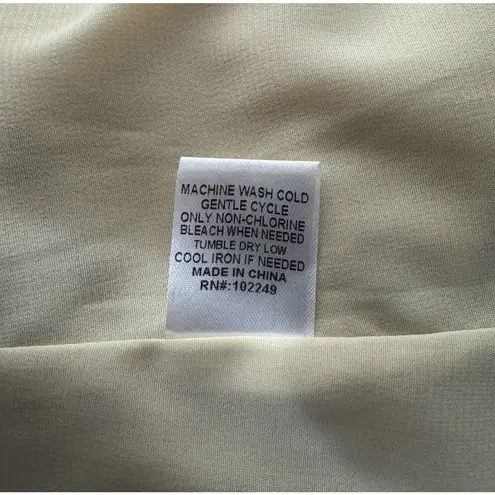 MACHINE WASH COLD
GENTLE CYCLE
ONLY NON-CHLORINE
BLEACH WHEN NEEDED
TUMBLE DRY LOW
COOL IRON IF NEEDED
MADE IN CHINA
RN#:102249